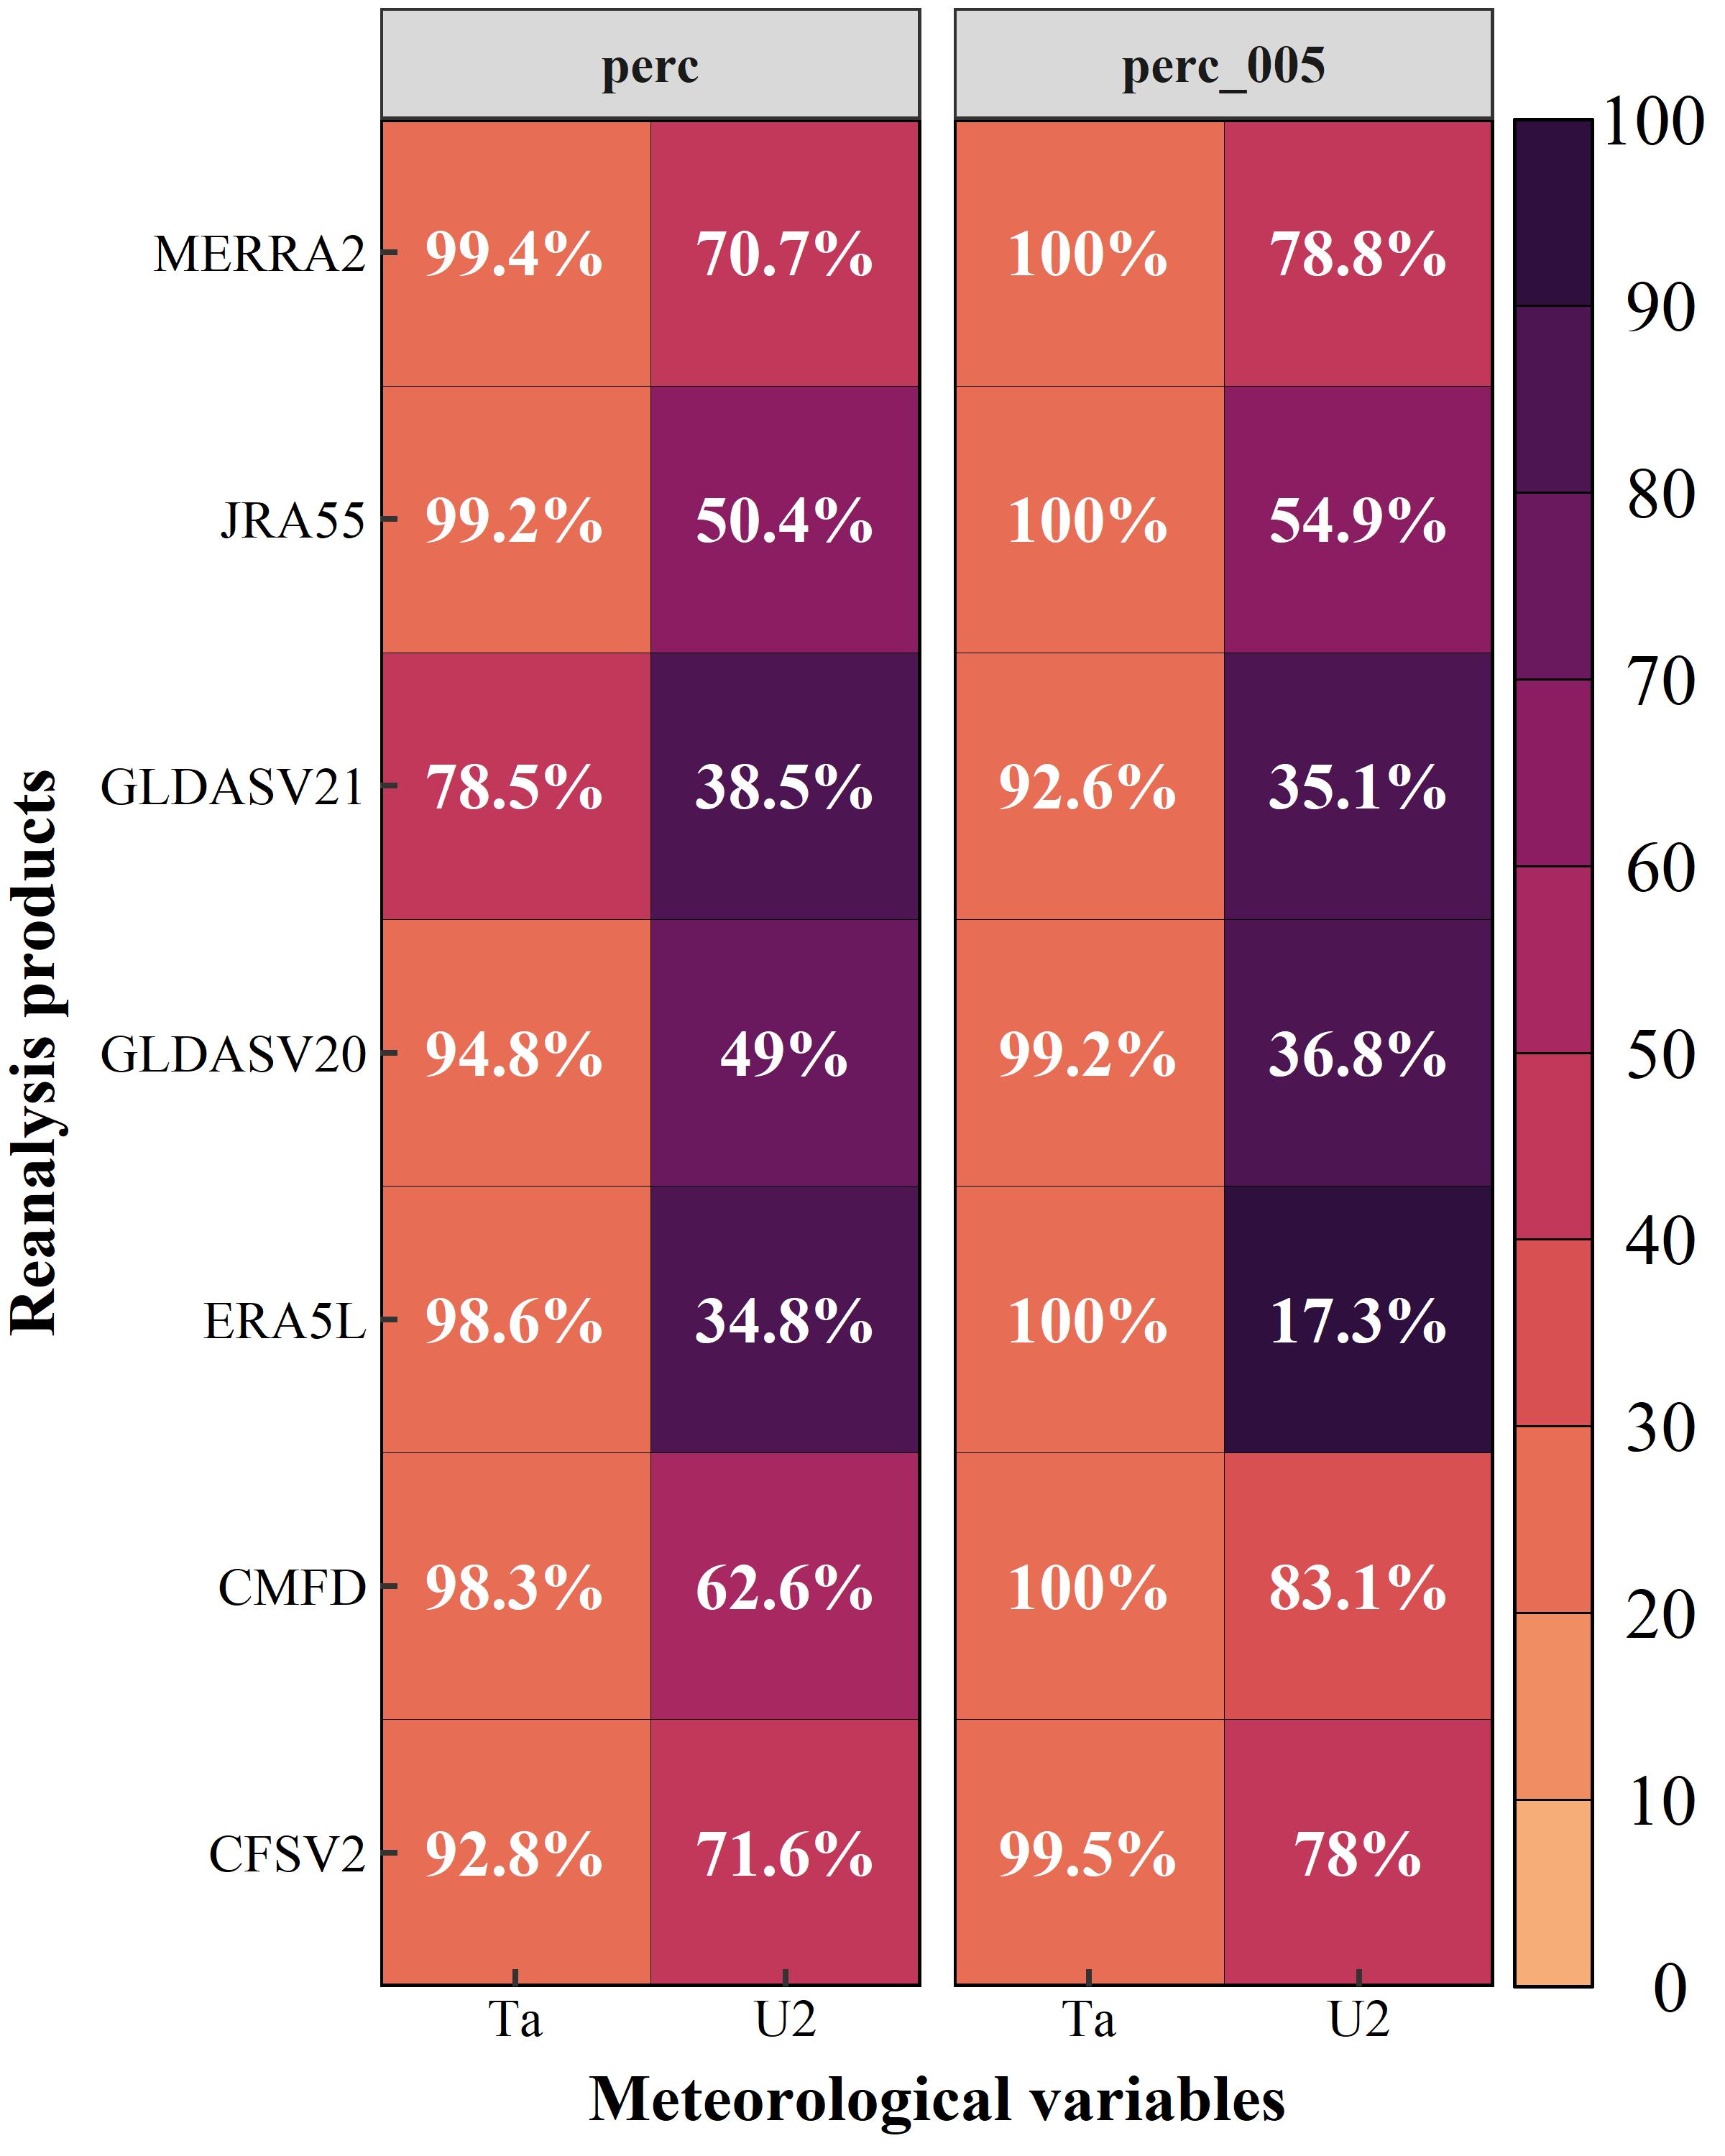 perc perc_005
100
MERRA2 99.4% 70.7% 100% 78.8%
90
80
JRA55 99.2% 50.4% 100% 54.9%
70
GLDASV21 78.5% 38.5% 92.6% 35.1%
60
50
GLDASV20 94.8% 49% 99.2% 36.8%
Reanalysis products
40
ERA5L 98.6% 34.8% 100% 17.3%
30
CMFD 98.3% 62.6% 100% 83.1%
20
10
CFSV2 92.8% 71.6% 99.5% 78%
0
Ta U2 Ta U2
Meteorological variables